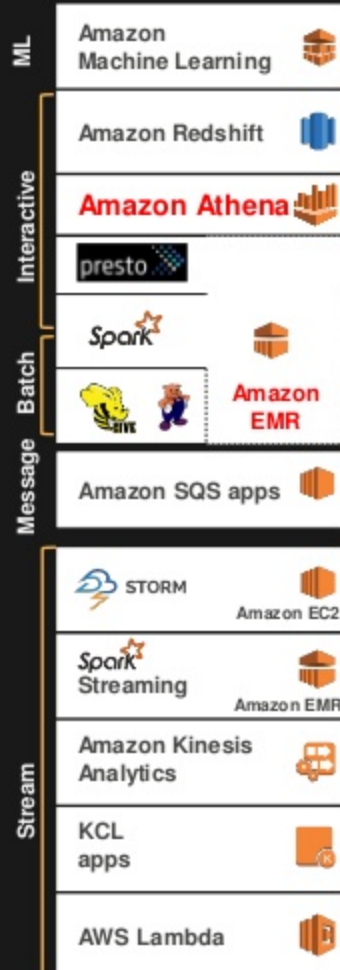 ML
Amazon
Machine Learning
Interactive
Amazon Redshift
Amazon Athena
presto
Spark
Batch
HIVE
Amazon
EMR
Message
Amazon SQS apps
Stream
STORM
Amazon EC2
Spark
Streaming
Amazon EMR
Amazon Kinesis
Analytics
KCL
apps
K
AWS Lambda